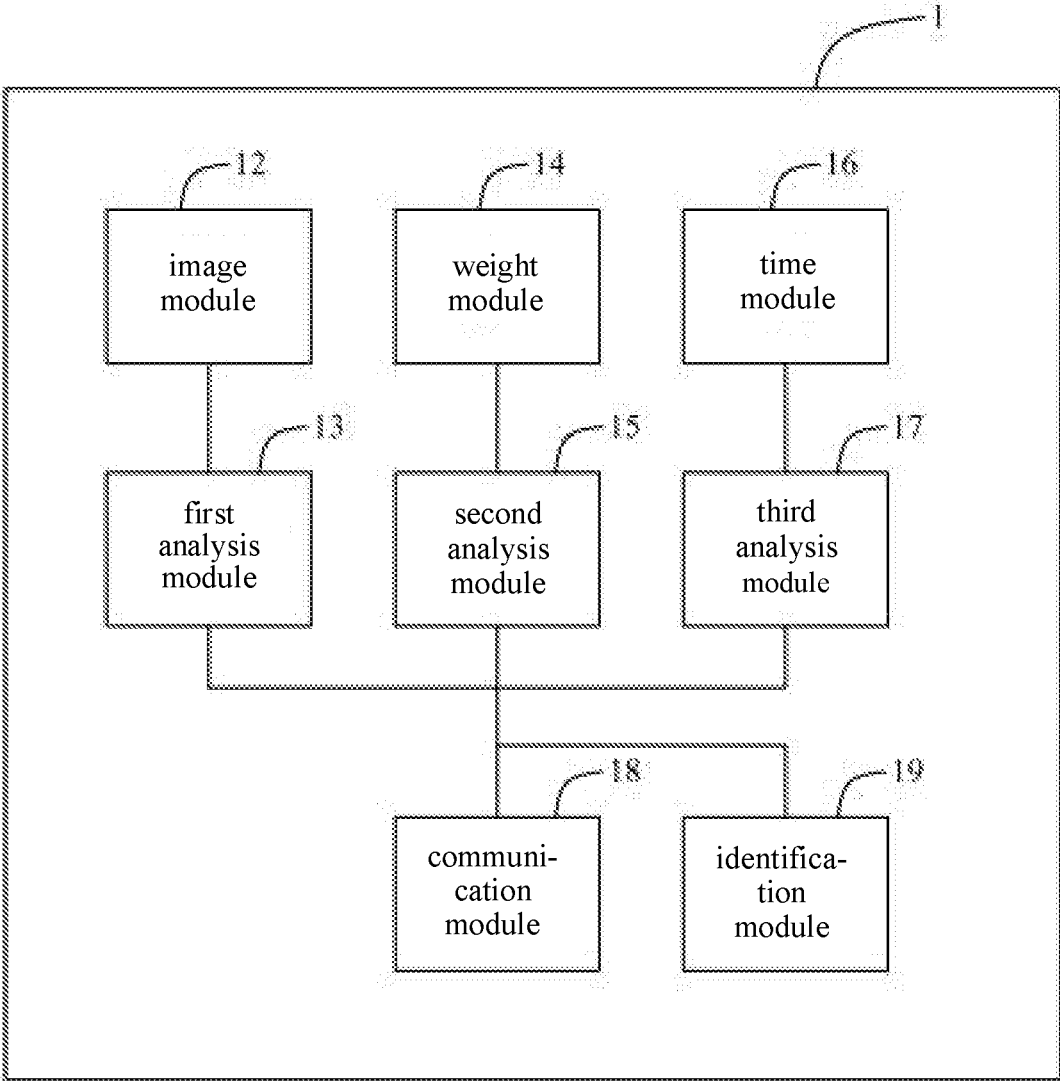 1
12
14
16
image
module
weight
module
time
module
13
15
17
first
analysis
module
second
analysis
module
third
analysis
module
18
19
communi-
cation
module
identifica-
tion
module